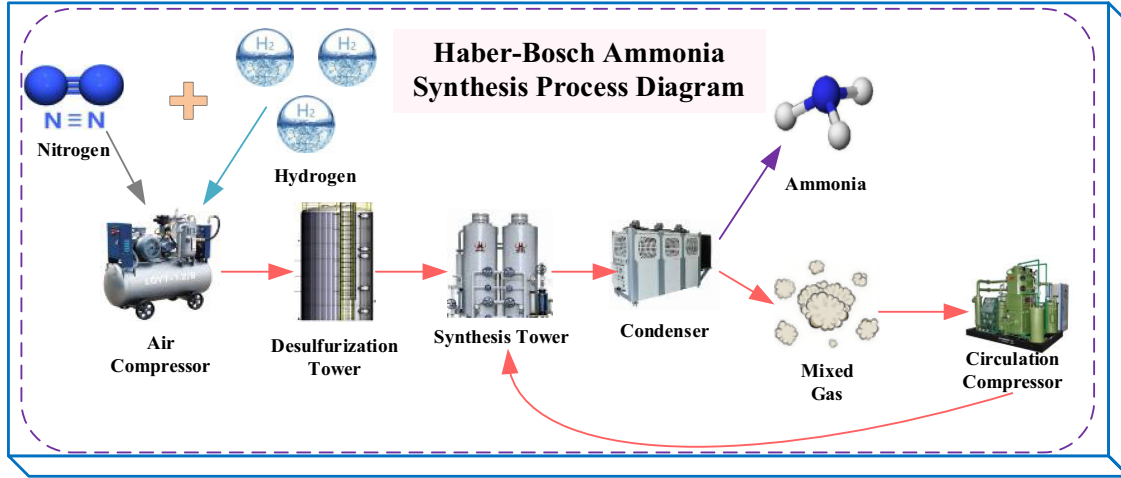 Haber-Bosch Ammonia
Synthesis Process Diagram
H₂
H₂
H₂
N≡N
Nitrogen
Hydrogen
Ammonia
Air
Compressor
Desulfurization
Tower
Synthesis Tower
Condenser
Mixed
Gas
Circulation
Compressor